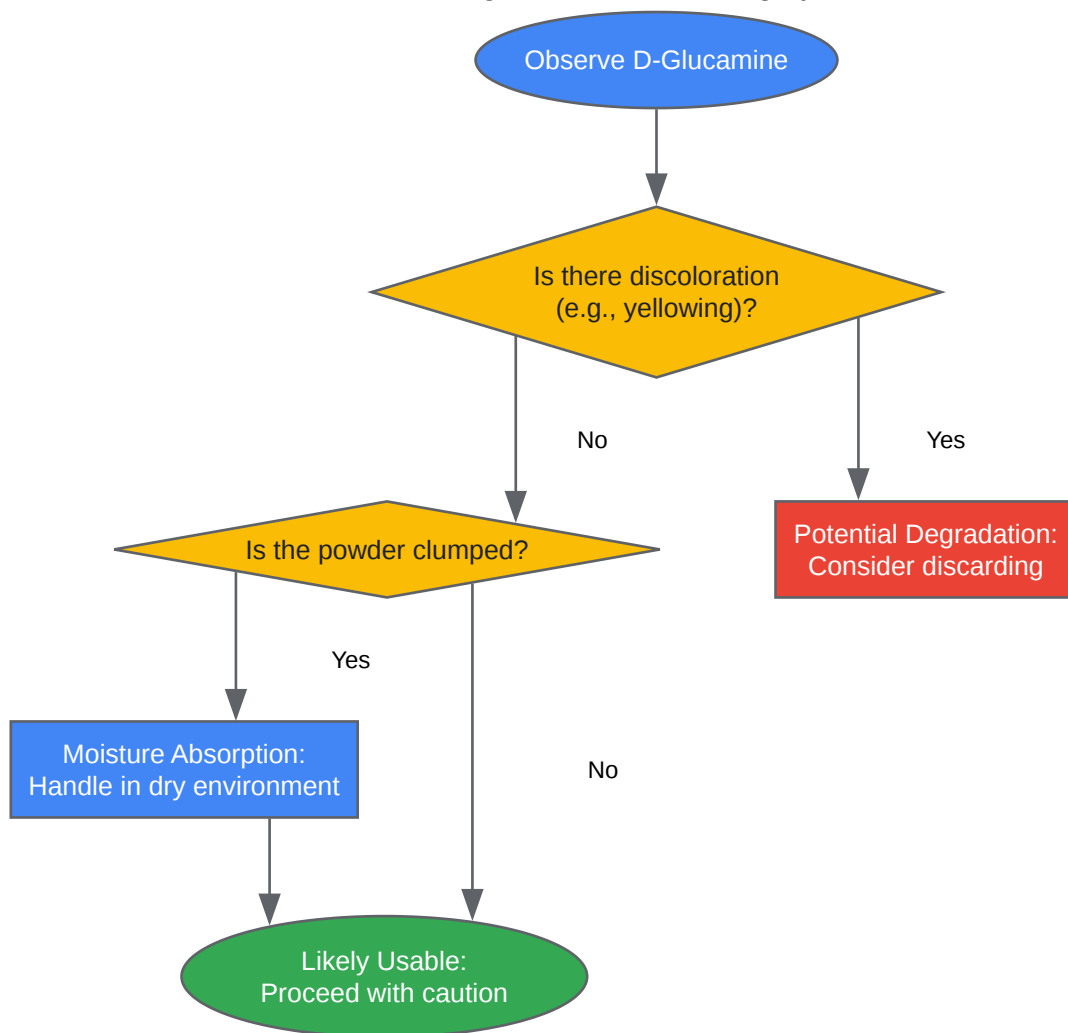 Observe D-Glucamine
Is there discoloration
(e.g., yellowing)?
No
Yes
Is the powder clumped?
Potential Degradation:
Consider discarding
Yes
Moisture Absorption:
Handle in dry environment
No
Likely Usable:
Proceed with caution